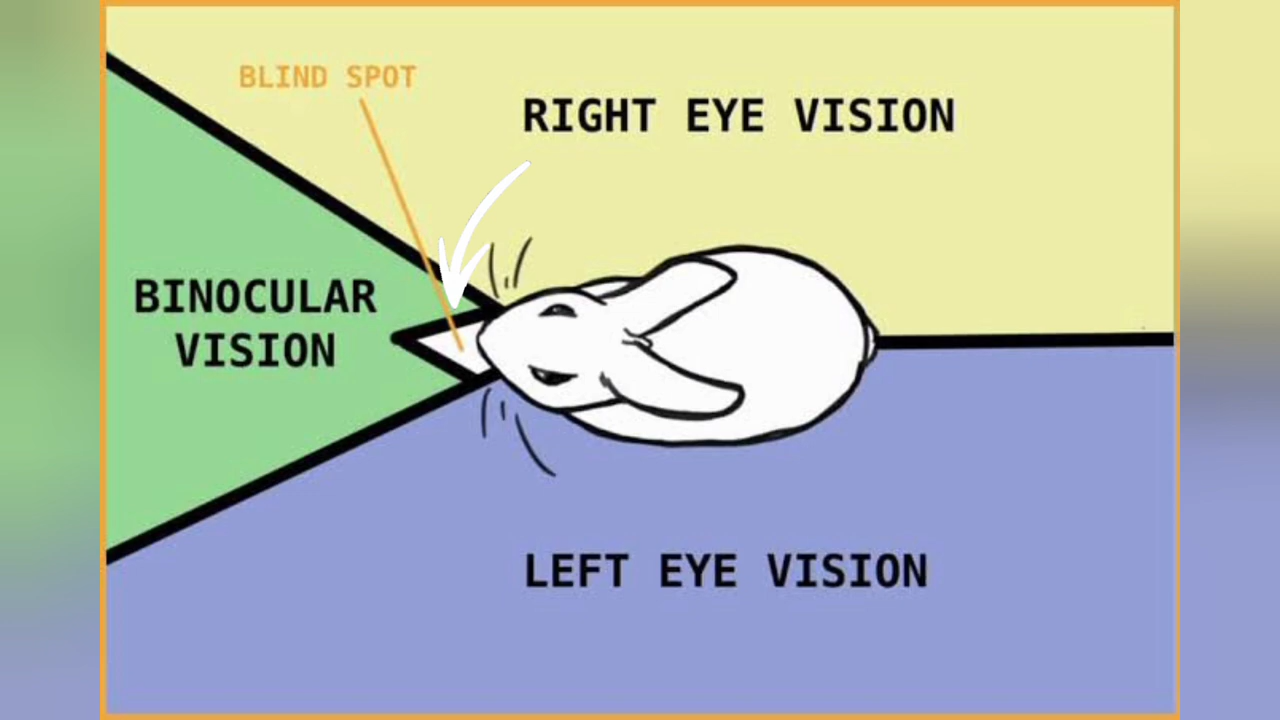 BLIND SPOT
RIGHT EYE VISION
BINOCULAR
VISION
LEFT EYE VISION